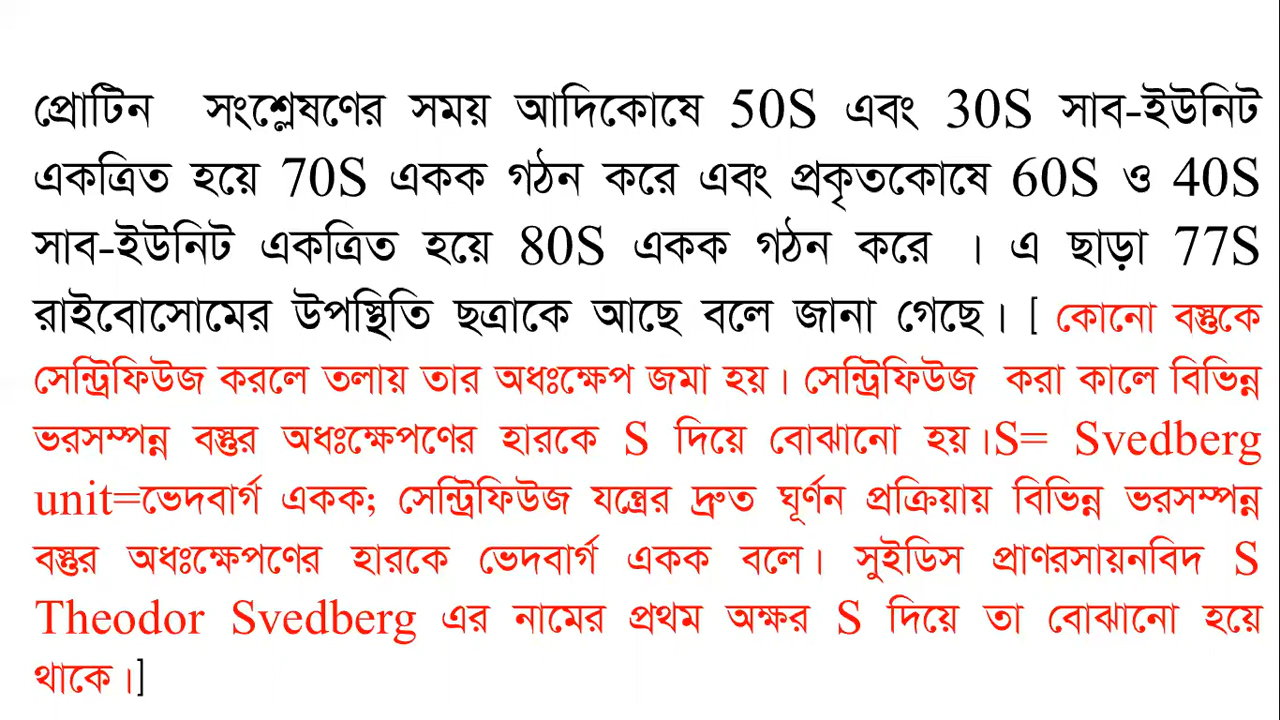 প্রোটিন সংশ্লেষণের সময় আদিকোষে 50S এবং 30S সাব-ইউনিট
একত্রিত হয়ে 70S একক গঠন করে এবং প্রকৃতকোষে 60S ও 40S
সাব-ইউনিট একত্রিত হয়ে 80S একক গঠন করে । এ ছাড়া 77S
রাইবোসোমের উপস্থিতি ছত্রাকে আছে বলে জানা গেছে। [ কোনো বস্তুকে
সেন্ট্রিফিউজ করলে তলায় তার অধঃক্ষেপ জমা হয়। সেন্ট্রিফিউজ করা কালে বিভিন্ন
ভরসম্পন্ন বস্তুর অধঃক্ষেপণের হারকে S দিয়ে বোঝানো হয়।S= Svedberg
unit=ভেদবার্গ একক; সেন্ট্রিফিউজ যন্ত্রের দ্রুত ঘূর্ণন প্রক্রিয়ায় বিভিন্ন ভরসম্পন্ন
বস্তুর অধঃক্ষেপণের হারকে ভেদবার্গ একক বলে। সুইডিস প্রাণরসায়নবিদ S
Theodor Svedberg এর নামের প্রথম অক্ষর S দিয়ে তা বোঝানো হয়ে
থাকে।]